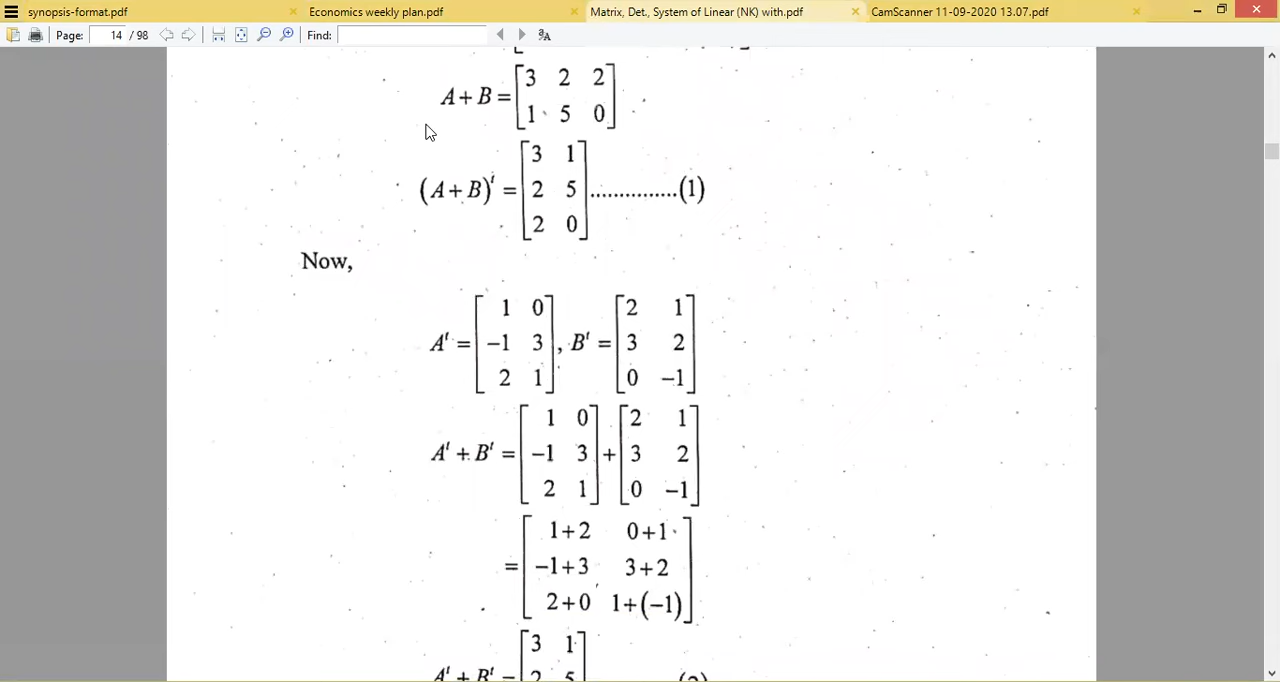 synopsis-format.pdf Economics weekly plan.pdf Matrix, Det., System of Linear (NK) with.pdf CamScanner 11-09-2020 13.07.pdf
Page: 14 / 98 Find:
A + B = [3 2 2
1 5 0]
(A + B)' = [3 1
2 5
2 0] ...............(1)
Now,
A' = [1 0
-1 3
2 1], B' = [2 1
3 2
0 -1]
A' + B' = [1 0
-1 3
2 1] + [2 1
3 2
0 -1]
= [1+2 0+1
-1+3 3+2
2+0 1+(-1)]
A' + B' = [3 1
2 5